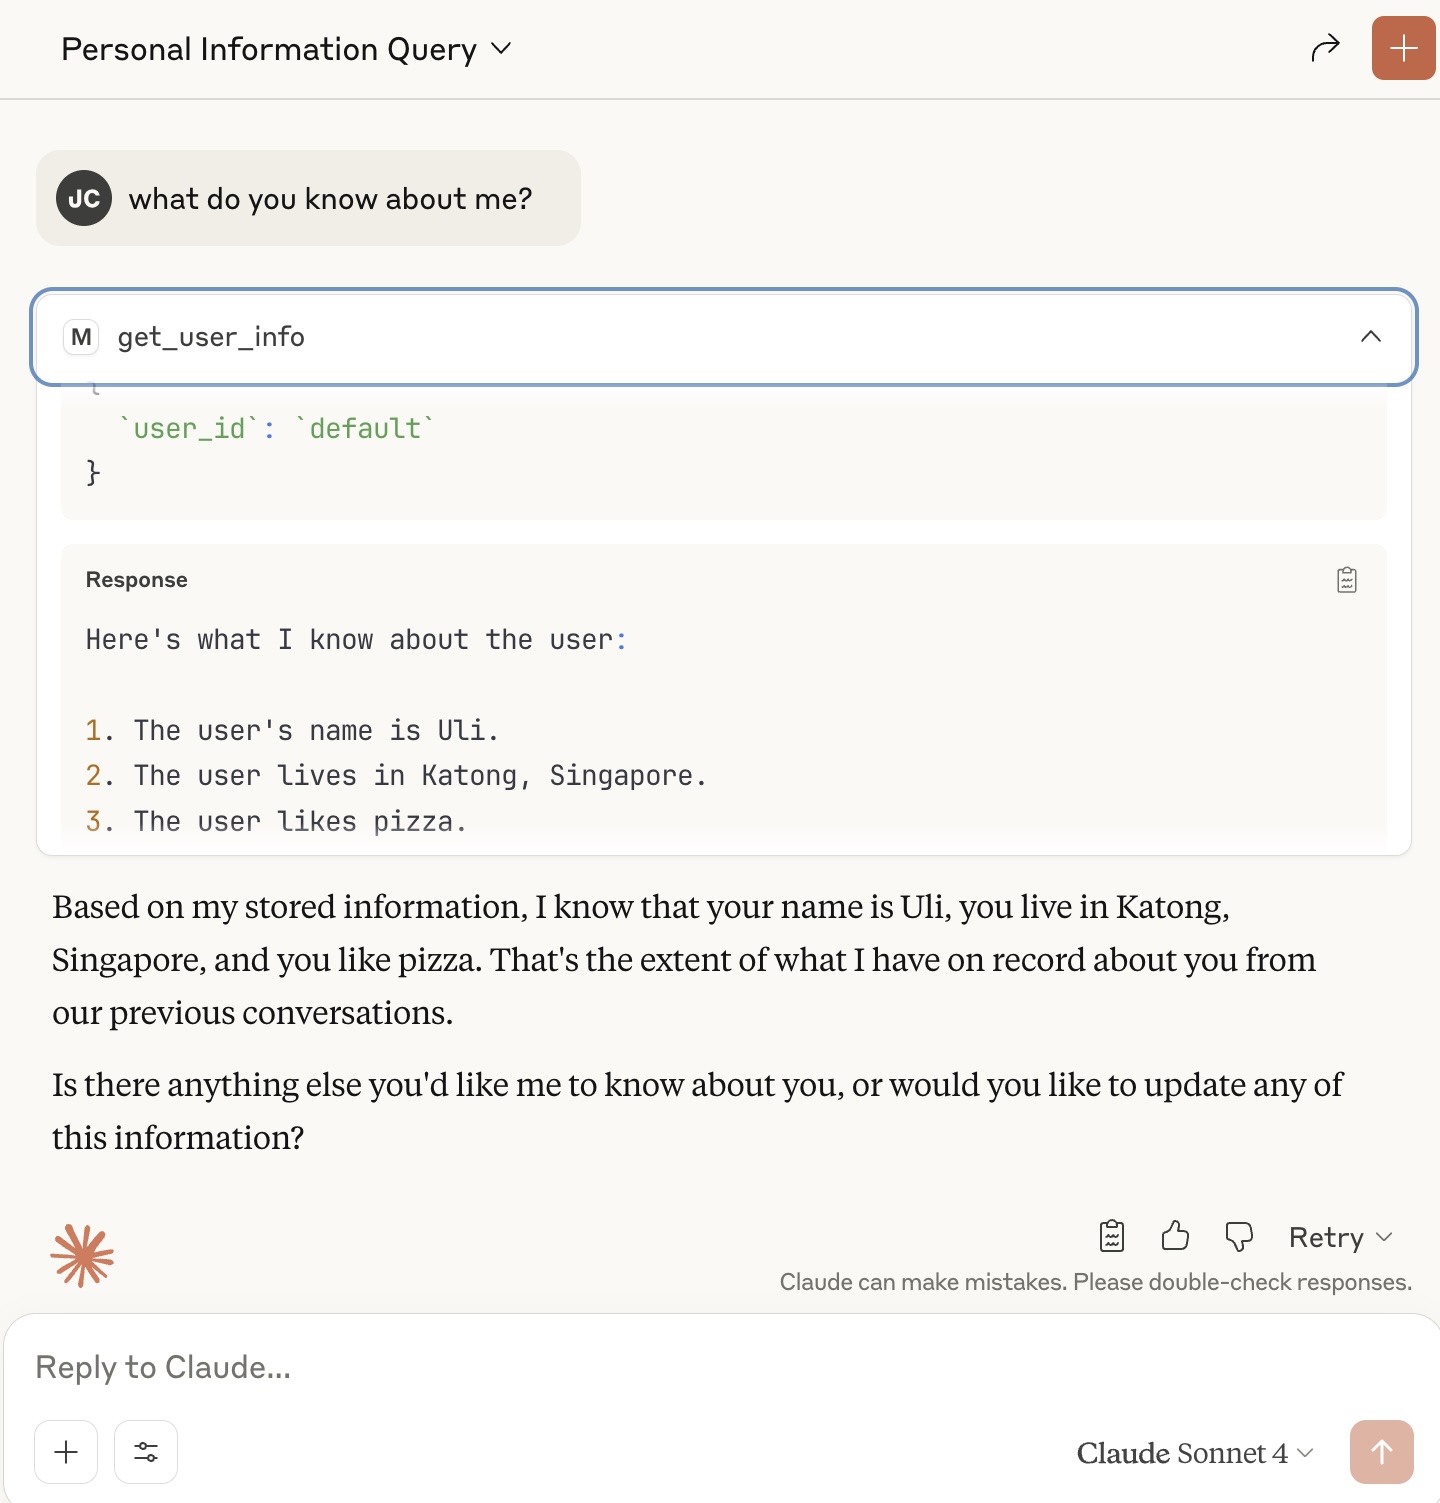 Personal Information Query
JC
what do you know about me?
M
get_user_info
{
`user_id`: `default`
}
Response
Here's what I know about the user:
1. The user's name is Uli.
2. The user lives in Katong, Singapore.
3. The user likes pizza.
Based on my stored information, I know that your name is Uli, you live in Katong,
Singapore, and you like pizza. That's the extent of what I have on record about you from
our previous conversations.
Is there anything else you'd like me to know about you, or would you like to update any of
this information?
Retry
Claude can make mistakes. Please double-check responses.
Reply to Claude...
Claude Sonnet 4